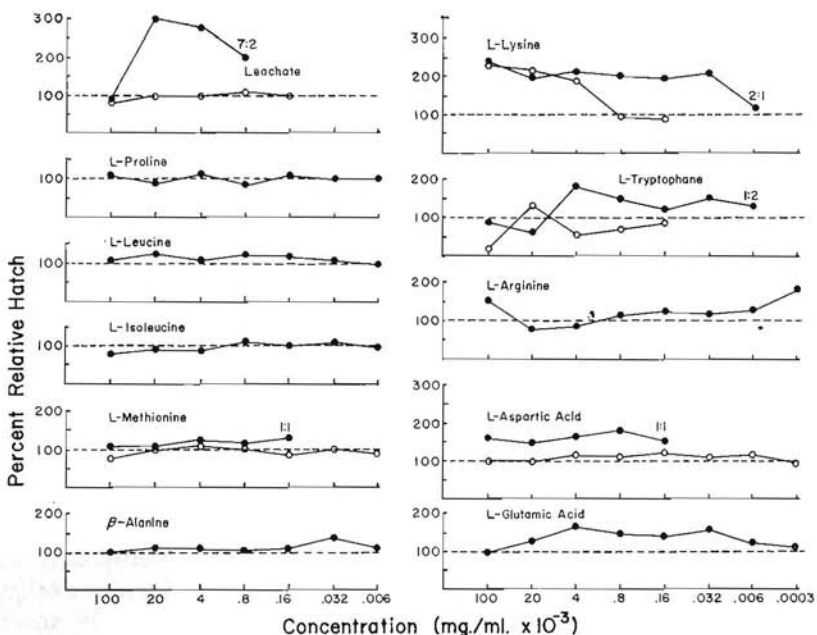 Percent Relative Hatch
300
200
100
7:2
Leachate
L-Proline
100
L-Leucine
100
L-Isoleucine
100
L-Methionine
200
100
1:1
β-Alanine
200
100
100 20 4 .8 .16 .032 .006
300
200
100
L-Lysine
2:1
200
100
L-Tryptophane
1:2
L-Arginine
200
100
300
200
100
L-Aspartic Acid
1:1
L-Glutamic Acid
200
100
100 20 4 .8 .16 .032 .006 .0003
Concentration (mg./ml. x10-3)